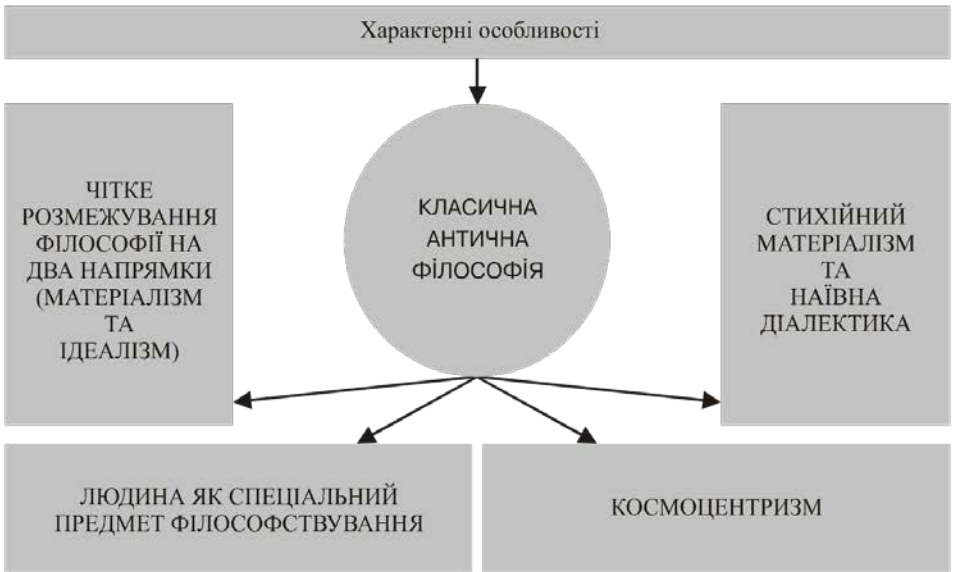 Характерні особливості
ЧІТКЕ
РОЗМЕЖУВАННЯ
ФІЛОСОФІЇ НА
ДВА НАПРЯМКИ
(МАТЕРІАЛІЗМ
ТА
ІДЕАЛІЗМ)
КЛАСИЧНА
АНТИЧНА
ФІЛОСОФІЯ
СТИХІЙНИЙ
МАТЕРІАЛІЗМ
ТА
НАЇВНА
ДІАЛЕКТИКА
ЛЮДИНА ЯК СПЕЦІАЛЬНИЙ
ПРЕДМЕТ ФІЛОСОФСТВУВАННЯ
КОСМОЦЕНТРИЗМ